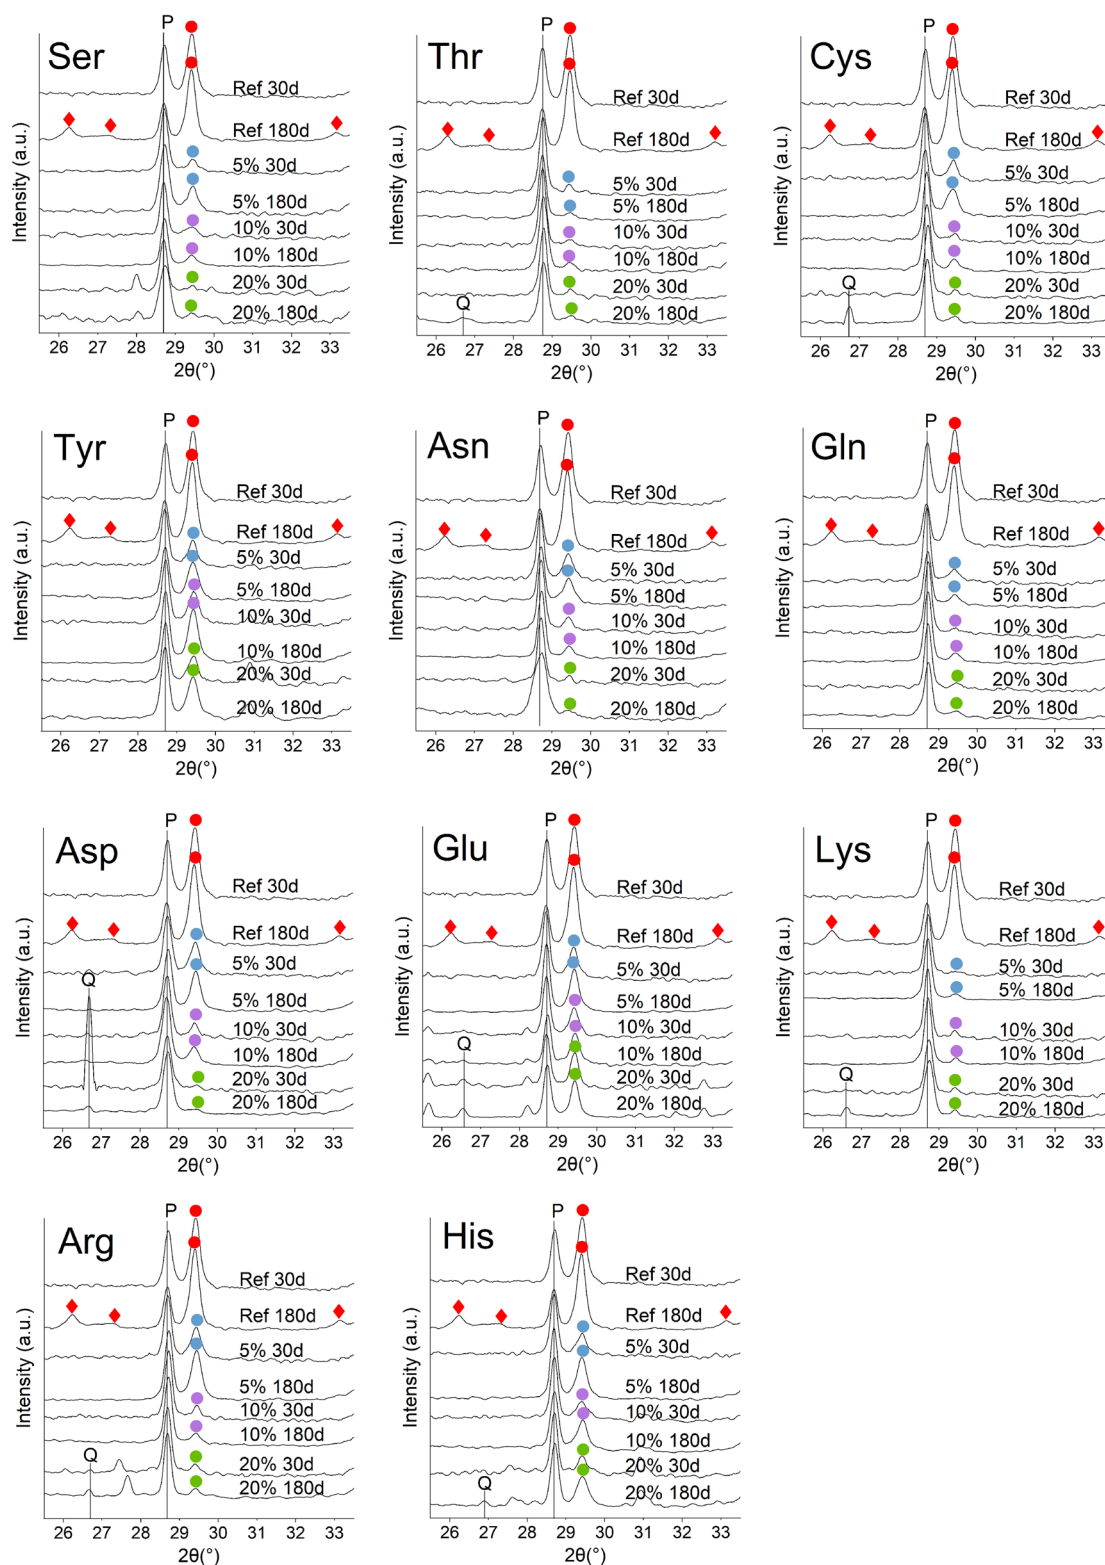 Ser
P
Ref 30d
Ref 180d
5% 30d
5% 180d
10% 30d
10% 180d
20% 30d
20% 180d
26 27 28 29 30 31 32 33
2θ(°)
Intensity (a.u.)
Thr
P
Ref 30d
Ref 180d
5% 30d
5% 180d
10% 30d
10% 180d
20% 30d
Q
20% 180d
26 27 28 29 30 31 32 33
2θ(°)
Intensity (a.u.)
Cys
P
Ref 30d
Ref 180d
5% 30d
5% 180d
10% 30d
10% 180d
Q
20% 30d
20% 180d
26 27 28 29 30 31 32 33
2θ(°)
Intensity (a.u.)
Tyr
P
Ref 30d
Ref 180d
5% 30d
5% 180d
10% 30d
10% 180d
20% 30d
20% 180d
26 27 28 29 30 31 32 33
2θ(°)
Intensity (a.u.)
Asn
P
Ref 30d
Ref 180d
5% 30d
5% 180d
10% 30d
10% 180d
20% 30d
20% 180d
26 27 28 29 30 31 32 33
2θ(°)
Intensity (a.u.)
Gln
P
Ref 30d
Ref 180d
5% 30d
5% 180d
10% 30d
10% 180d
20% 30d
20% 180d
26 27 28 29 30 31 32 33
2θ(°)
Intensity (a.u.)
Asp
P
Ref 30d
Ref 180d
5% 30d
Q
5% 180d
10% 30d
10% 180d
20% 30d
20% 180d
26 27 28 29 30 31 32 33
2θ(°)
Intensity (a.u.)
Glu
P
Ref 30d
Ref 180d
5% 30d
5% 180d
10% 30d
Q
10% 180d
20% 30d
20% 180d
26 27 28 29 30 31 32 33
2θ(°)
Intensity (a.u.)
Lys
P
Ref 30d
Ref 180d
5% 30d
5% 180d
10% 30d
10% 180d
Q
20% 30d
20% 180d
26 27 28 29 30 31 32 33
2θ(°)
Intensity (a.u.)
Arg
P
Ref 30d
Ref 180d
5% 30d
5% 180d
10% 30d
10% 180d
Q
20% 30d
20% 180d
26 27 28 29 30 31 32 33
2θ(°)
Intensity (a.u.)
His
P
Ref 30d
Ref 180d
5% 30d
5% 180d
10% 30d
10% 180d
20% 30d
Q
20% 180d
26 27 28 29 30 31 32 33
2θ(°)
Intensity (a.u.)